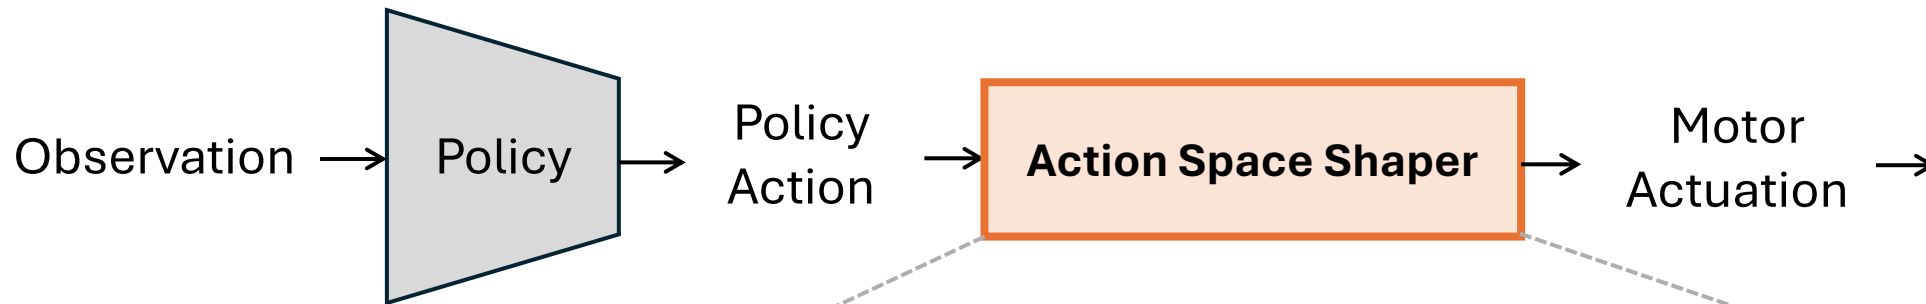 Observation
Policy
Policy
Action
Action Space Shaper
Motor
Actuation